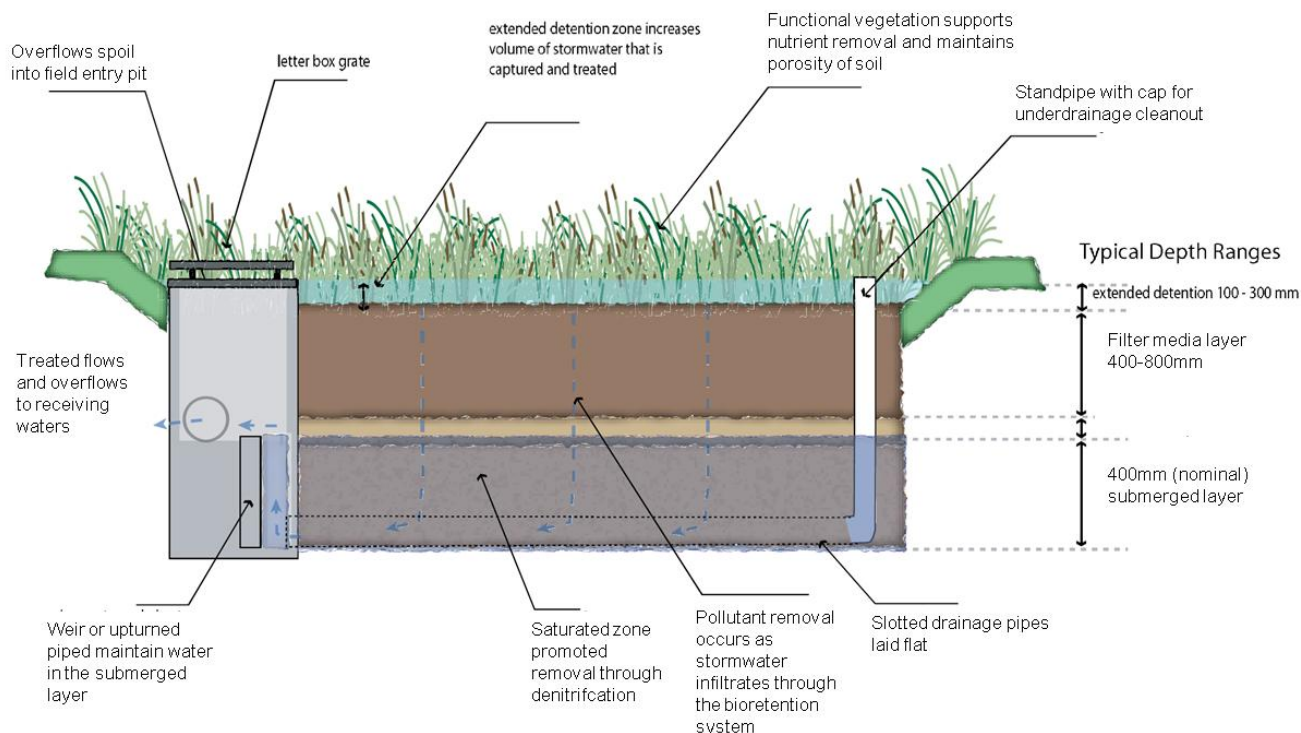 Overflows spoil
into field entry pit
letter box grate
extended detention zone increases
volume of stormwater that is
captured and treated
Functional vegetation supports
nutrient removal and maintains
porosity of soil
Standpipe with cap for
underdrainage cleanout
Typical Depth Ranges
extended detention 100 - 300 mm
Filter media layer
400-800mm
400mm (nominal)
submerged layer
Treated flows
and overflows
to receiving
waters
Weir or upturned
piped maintain water
in the submerged
layer
Saturated zone
promoted
removal through
denitrifcation
Pollutant removal
occurs as
stormwater
infiltrates through
the bioretention
system
Slotted drainage pipes
laid flat